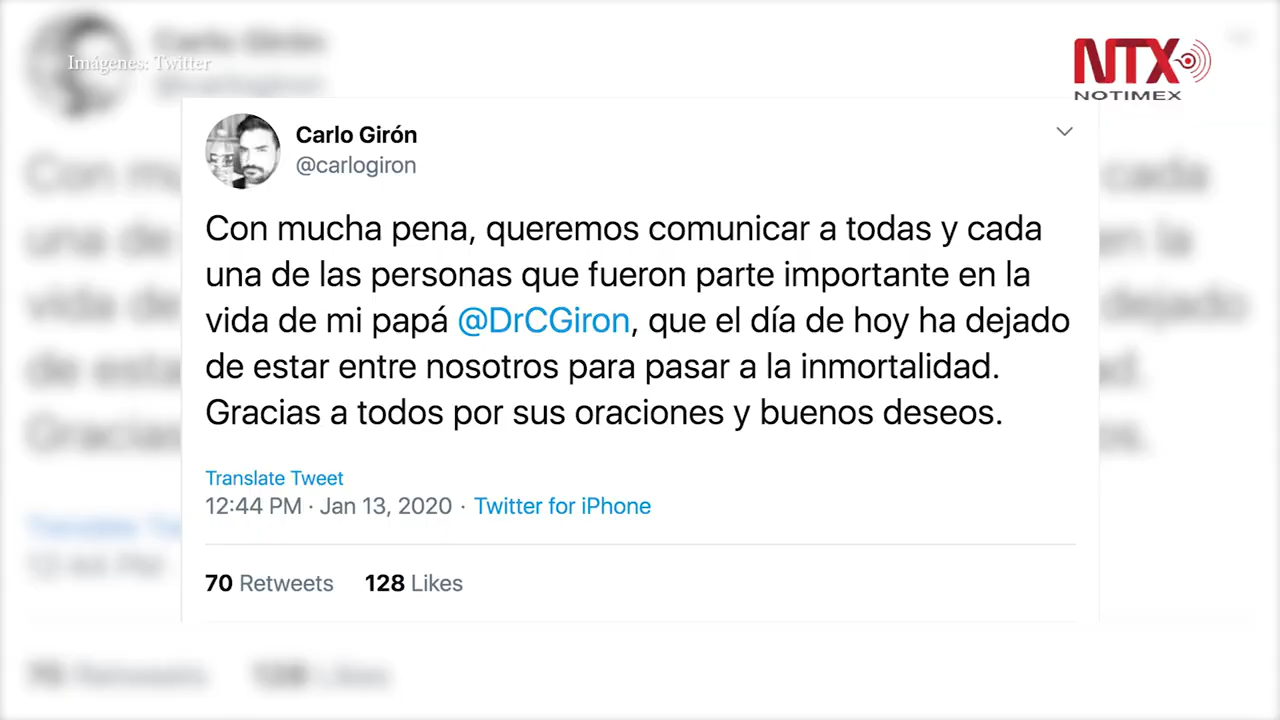 Imágenes: Twitter
NTX
NOTIMEX
Carlo Girón
@carlogiron
Con mucha pena, queremos comunicar a todas y cada
una de las personas que fueron parte importante en la
vida de mi papá @DrCGiron, que el día de hoy ha dejado
de estar entre nosotros para pasar a la inmortalidad.
Gracias a todos por sus oraciones y buenos deseos.
Translate Tweet
12:44 PM · Jan 13, 2020 · Twitter for iPhone
70 Retweets 128 Likes